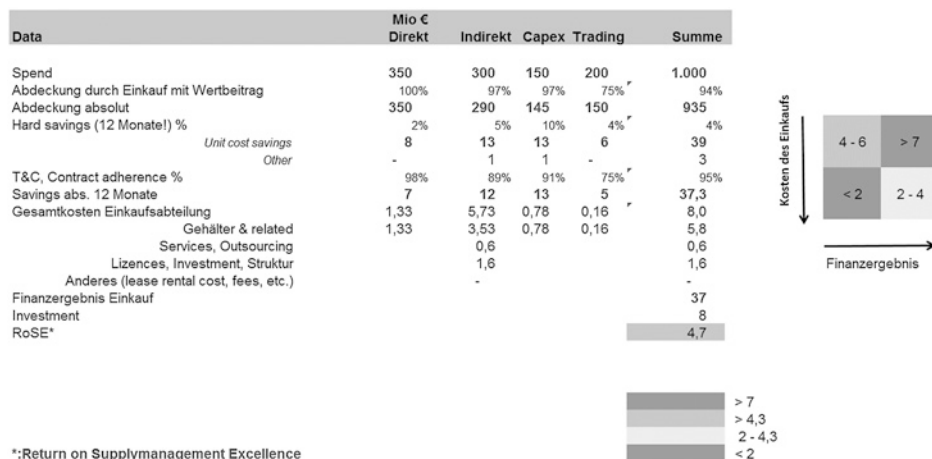 Mio €
Data Direkt Indirekt Capex Trading Summe
Spend 350 300 150 200 1.000
Abdeckung durch Einkauf mit Wertbeitrag 100% 97% 97% 75% 94%
Abdeckung absolut 350 290 145 150 935
Hard savings (12 Monate!) % 2% 5% 10% 4% 4%
Unit cost savings 8 13 13 6 39
Other - 1 1 - 3
T&C, Contract adherence % 98% 89% 91% 75% 95%
Savings abs. 12 Monate 7 12 13 5 37,3
Gesamtkosten Einkaufsabteilung 1,33 5,73 0,78 0,16 8,0
Gehälter & related 1,33 3,53 0,78 0,16 5,8
Services, Outsourcing 0,6 0,6
Lizences, Investment, Struktur 1,6 1,6
Anderes (lease rental cost, fees, etc.) - -
Finanzergebnis Einkauf 37
Investment 8
RoSE* 4,7
Kosten des Einkaufs
4 - 6 > 7
< 2 2 - 4
Finanzergebnis
> 7
> 4,3
2 - 4,3
< 2
*:Return on Supplymanagement Excellence